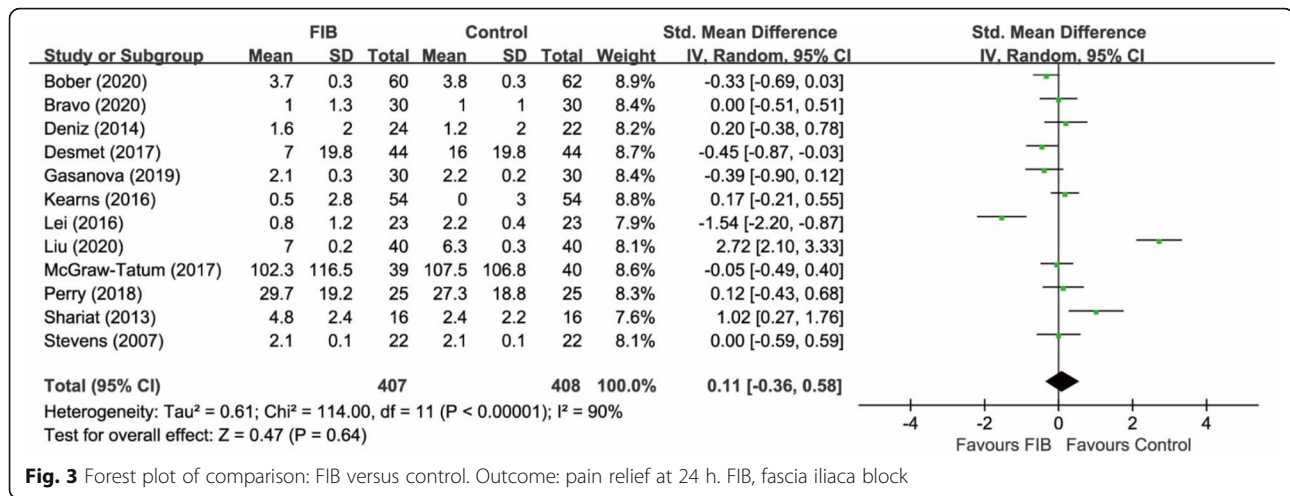 FIB Control Std. Mean Difference Std. Mean Difference
Study or Subgroup Mean SD Total Mean SD Total Weight IV, Random, 95% CI IV, Random, 95% CI
Bober (2020) 3.7 0.3 60 3.8 0.3 62 8.9% -0.33 [-0.69, 0.03]
Bravo (2020) 1 1.3 30 1 1 30 8.4% 0.00 [-0.51, 0.51]
Deniz (2014) 1.6 2 24 1.2 2 22 8.2% 0.20 [-0.38, 0.78]
Desmet (2017) 7 19.8 44 16 19.8 44 8.7% -0.45 [-0.87, -0.03]
Gasanova (2019) 2.1 0.3 30 2.2 0.2 30 8.4% -0.39 [-0.90, 0.12]
Kearns (2016) 0.5 2.8 54 0 3 54 8.8% 0.17 [-0.21, 0.55]
Lei (2016) 0.8 1.2 23 2.2 0.4 23 7.9% -1.54 [-2.20, -0.87]
Liu (2020) 7 0.2 40 6.3 0.3 40 8.1% 2.72 [2.10, 3.33]
McGraw-Tatum (2017) 102.3 116.5 39 107.5 106.8 40 8.6% -0.05 [-0.49, 0.40]
Perry (2018) 29.7 19.2 25 27.3 18.8 25 8.3% 0.12 [-0.43, 0.68]
Shariat (2013) 4.8 2.4 16 2.4 2.2 16 7.6% 1.02 [0.27, 1.76]
Stevens (2007) 2.1 0.1 22 2.1 0.1 22 8.1% 0.00 [-0.59, 0.59]
Total (95% CI) 407 408 100.0% 0.11 [-0.36, 0.58]
Heterogeneity: Tau² = 0.61; Chi² = 114.00, df = 11 (P < 0.00001); I² = 90%
Test for overall effect: Z = 0.47 (P = 0.64)
-4 -2 0 2 4
Favours FIB Favours Control
Fig. 3 Forest plot of comparison: FIB versus control. Outcome: pain relief at 24 h. FIB, fascia iliaca block